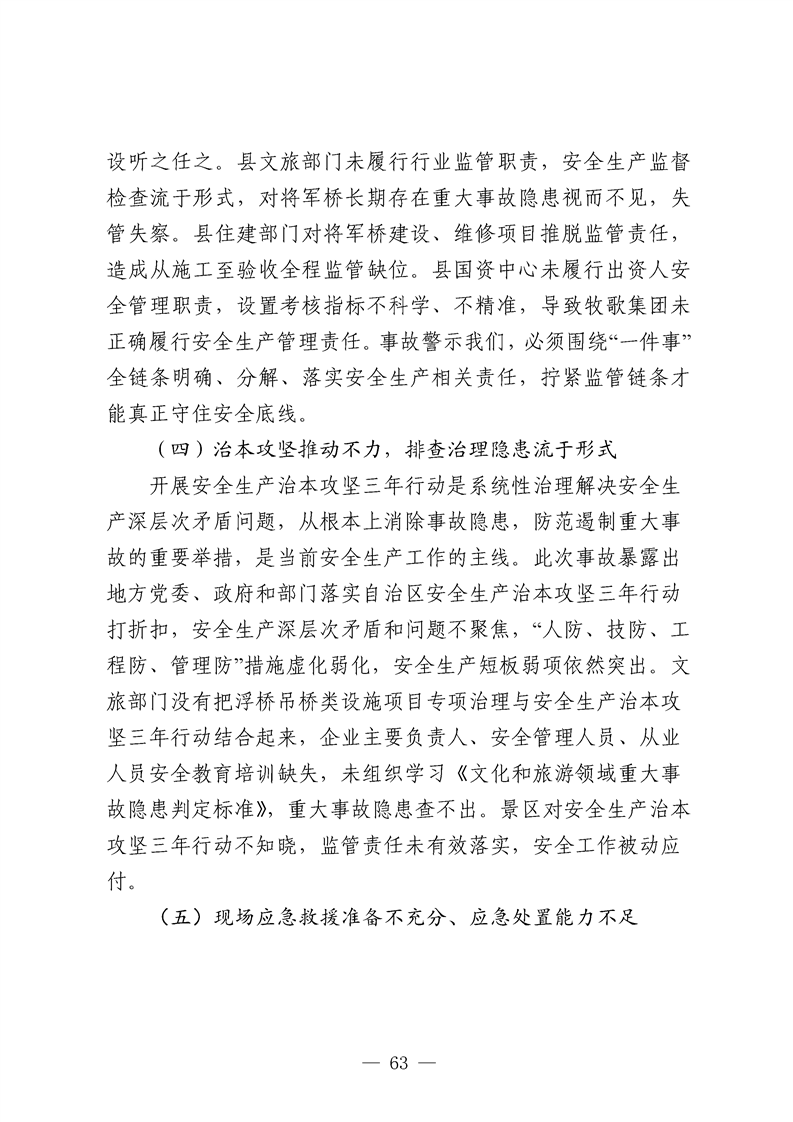 设听之任之。县文旅部门未履行行业监管职责，安全生产监督
检查流于形式，对将军桥长期存在重大事故隐患视而不见，失
管失察。县住建部门对将军桥建设、维修项目推脱监管责任，
造成从施工至验收全程监管缺位。县国资中心未履行出资人安
全管理职责，设置考核指标不科学、不精准，导致牧歌集团未
正确履行安全生产管理责任。事故警示我们，必须围绕“一件事”
全链条明确、分解、落实安全生产相关责任，拧紧监管链条才
能真正守住安全底线。
（四）治本攻坚推动不力，排查治理隐患流于形式
开展安全生产治本攻坚三年行动是系统性治理解决安全生
产深层次矛盾问题，从根本上消除事故隐患，防范遏制重大事
故的重要举措，是当前安全生产工作的主线。此次事故暴露出
地方党委、政府和部门落实自治区安全生产治本攻坚三年行动
打折扣，安全生产深层次矛盾和问题不聚焦，“人防、技防、工
程防、管理防”措施虚化弱化，安全生产短板弱项依然突出。文
旅部门没有把浮桥吊桥类设施项目专项治理与安全生产治本攻
坚三年行动结合起来，企业主要负责人、安全管理人员、从业
人员安全教育培训缺失，未组织学习《文化和旅游领域重大事
故隐患判定标准》，重大事故隐患查不出。景区对安全生产治本
攻坚三年行动不知晓，监管责任未有效落实，安全工作被动应
付。
（五）现场应急救援准备不充分、应急处置能力不足
— 63 —